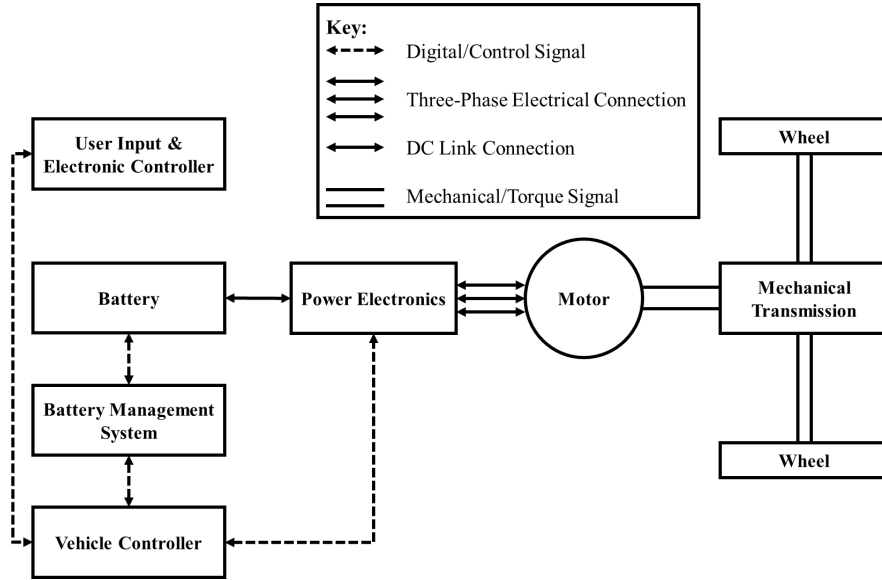 Key:
Digital/Control Signal
Three-Phase Electrical Connection
DC Link Connection
Mechanical/Torque Signal
User Input &
Electronic Controller
Wheel
Battery
Power Electronics
Motor
Mechanical
Transmission
Battery Management
System
Wheel
Vehicle Controller